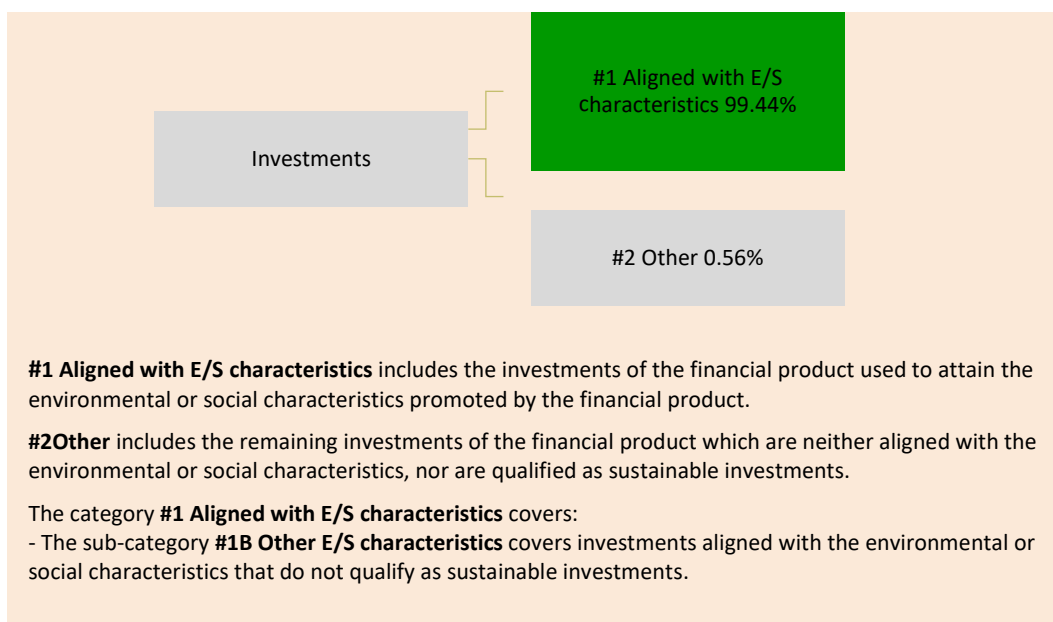 #1 Aligned with E/S
characteristics 99.44%
Investments
#2 Other 0.56%
#1 Aligned with E/S characteristics includes the investments of the financial product used to attain the
environmental or social characteristics promoted by the financial product.
#2Other includes the remaining investments of the financial product which are neither aligned with the
environmental or social characteristics, nor are qualified as sustainable investments.
The category #1 Aligned with E/S characteristics covers:
- The sub-category #1B Other E/S characteristics covers investments aligned with the environmental or
social characteristics that do not qualify as sustainable investments.